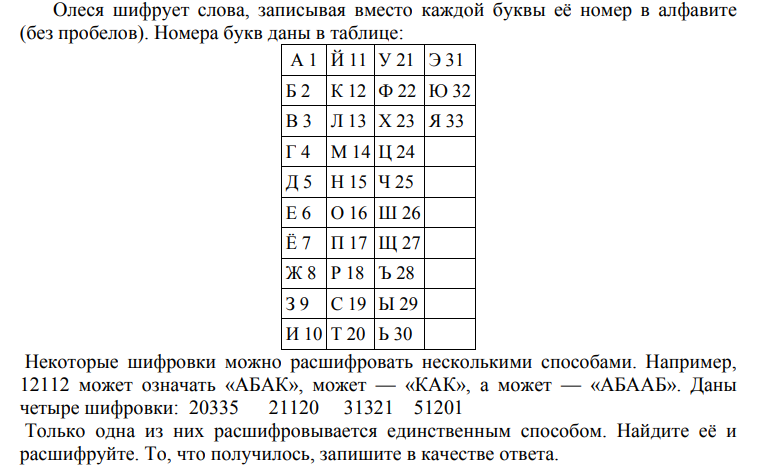 Олеся шифрует слова, записывая вместо каждой буквы её номер в алфавите
(без пробелов). Номера букв даны в таблице:
А 1 Й 11 У 21 Э 31
Б 2 К 12 Ф 22 Ю 32
В 3 Л 13 Х 23 Я 33
Г 4 М 14 Ц 24
Д 5 Н 15 Ч 25
Е 6 О 16 Ш 26
Ё 7 П 17 Щ 27
Ж 8 Р 18 Ъ 28
З 9 С 19 Ы 29
И 10 Т 20 Ь 30
Некоторые шифровки можно расшифровать несколькими способами. Например,
12112 может означать «АБАК», может — «КАК», а может — «АБААБ». Даны
четыре шифровки: 20335 21120 31321 51201
Только одна из них расшифровывается единственным способом. Найдите её и
расшифруйте. То, что получилось, запишите в качестве ответа.